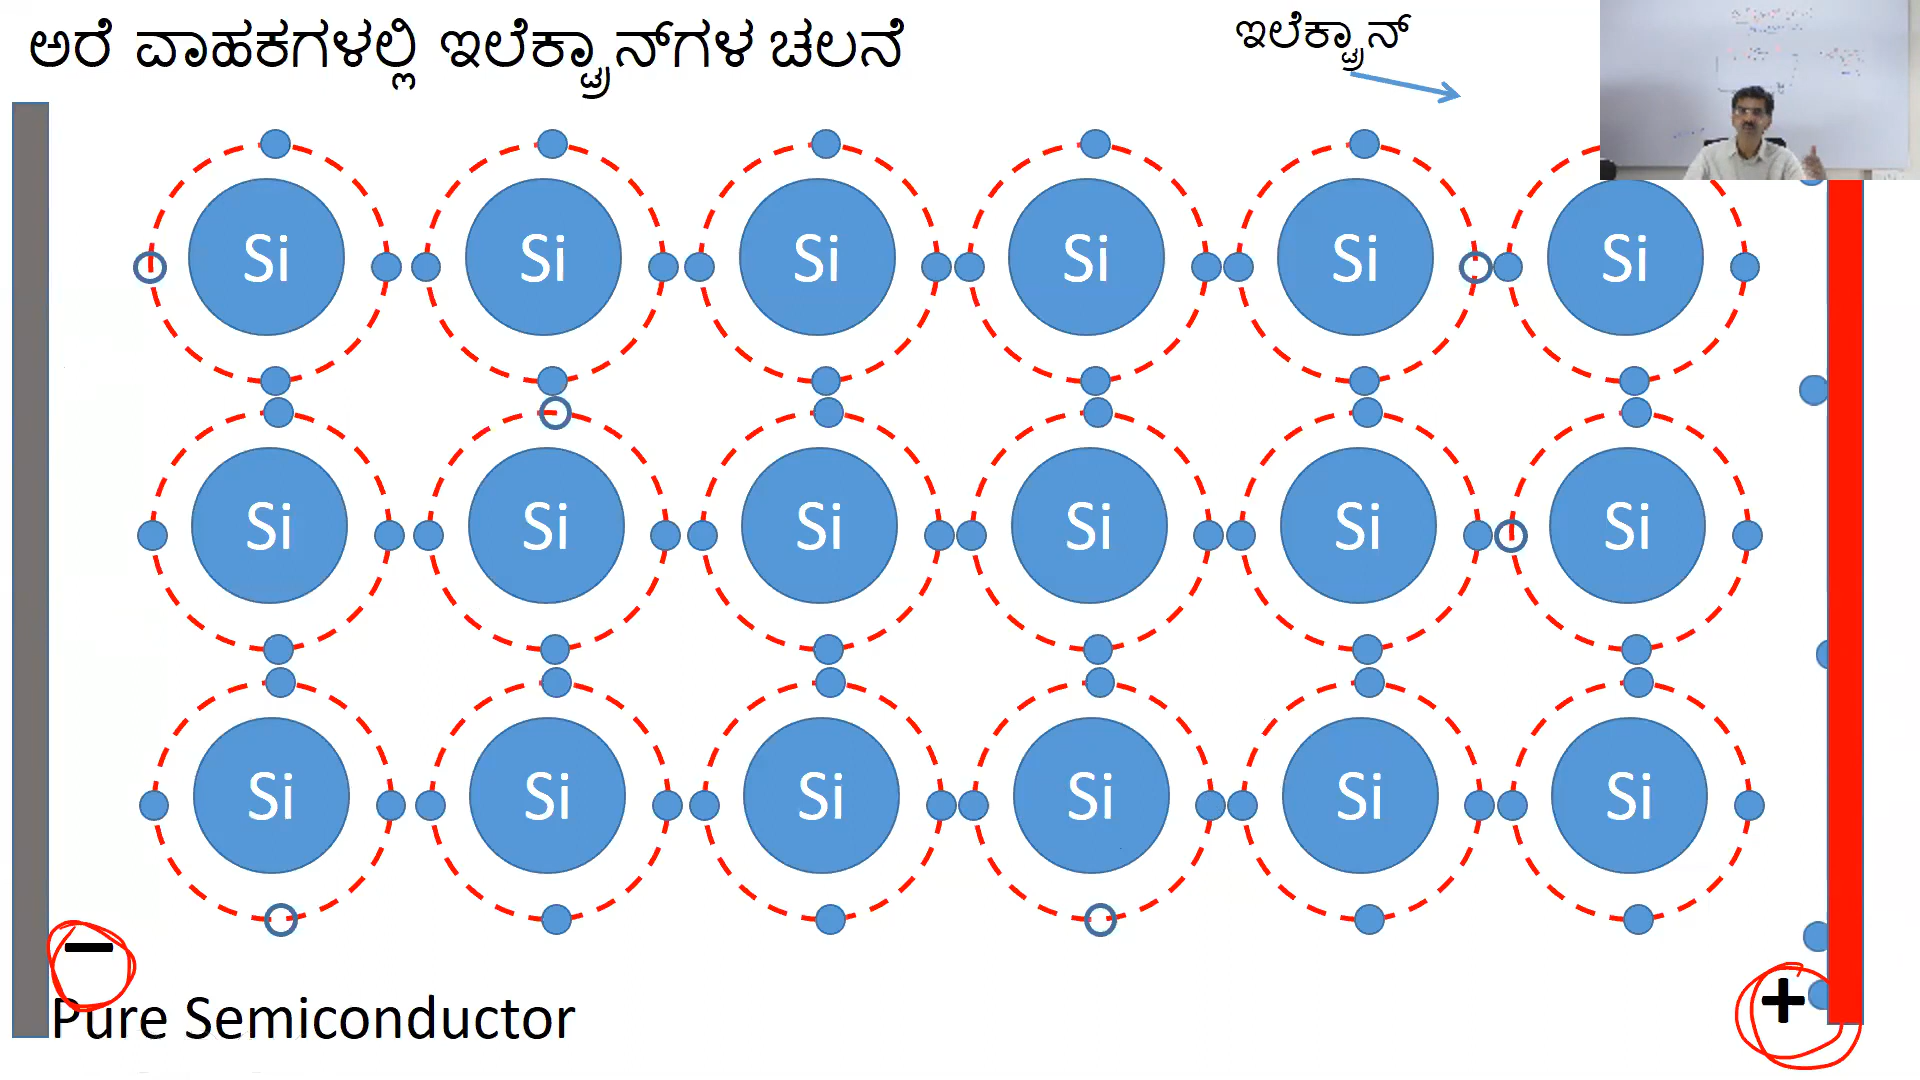 ಅರೆ ವಾಹಕಗಳಲ್ಲಿ ಇಲೆಕ್ಟ್ರಾನ್‌ಗಳ ಚಲನೆ
ಇಲೆಕ್ಟ್ರಾನ್
Si Si Si Si Si Si
Si Si Si Si Si Si
Si Si Si Si Si Si
− +
Pure Semiconductor